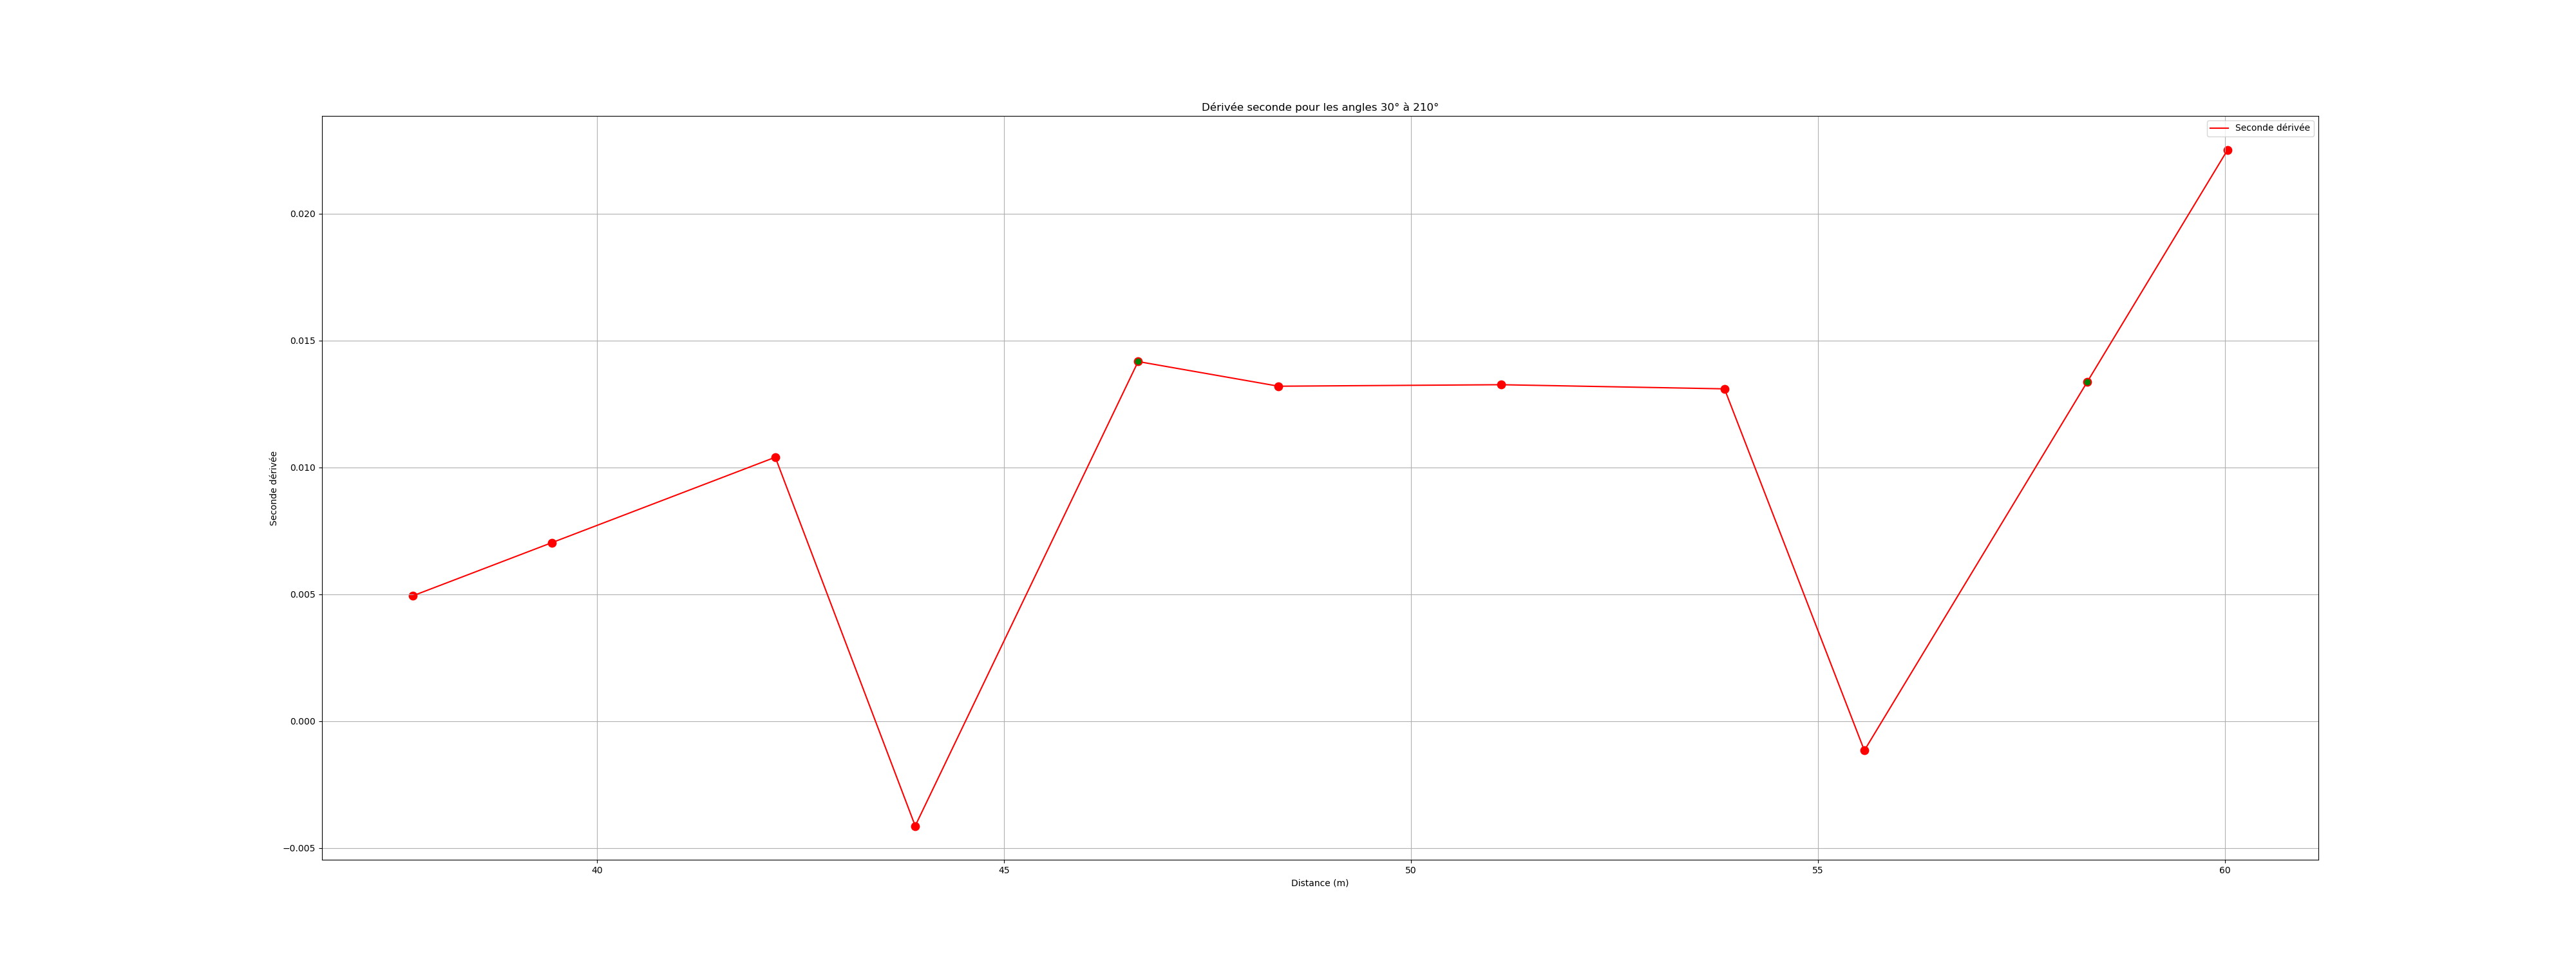 Dérivée seconde pour les angles 30° à 210°
Seconde dérivée
0.020
0.015
0.010
0.005
0.000
−0.005
Seconde dérivée
40
45
50
55
60
Distance (m)